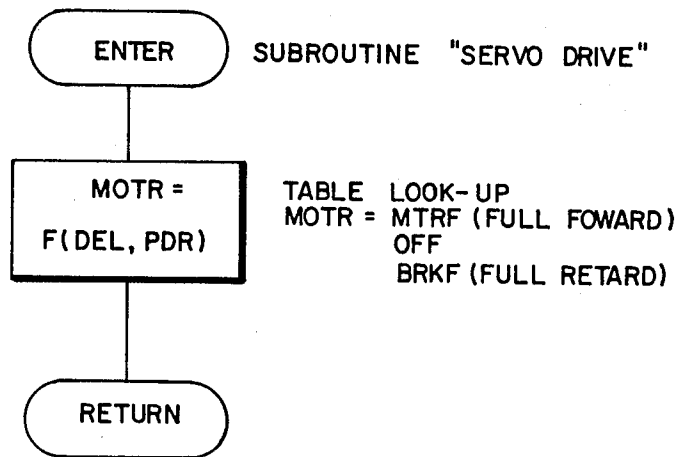 ENTER SUBROUTINE "SERVO DRIVE"
MOTR =
F(DEL, PDR)
TABLE LOOK-UP
MOTR = MTRF (FULL FOWARD)
OFF
BRKF (FULL RETARD)
RETURN